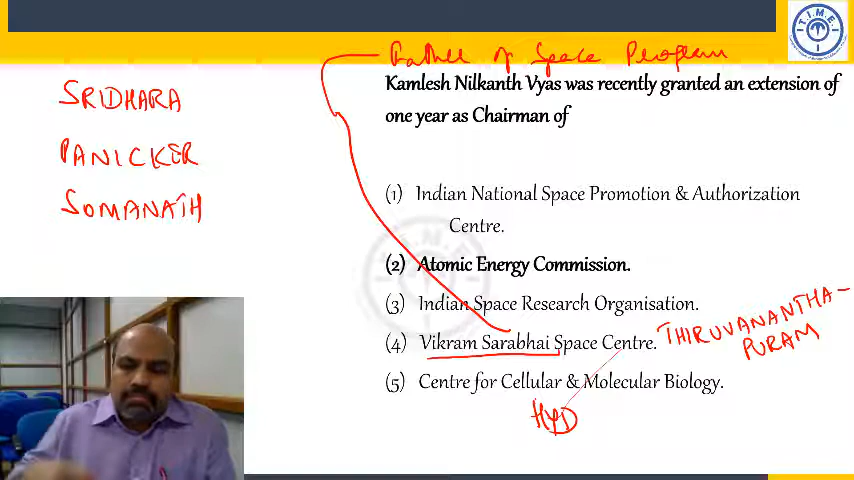 T.I.M.E.
Father of Space Program
Kamlesh Nilkanth Vyas was recently granted an extension of
one year as Chairman of
SRIDHARA
PANICKER
SOMANATH
(1) Indian National Space Promotion & Authorization
Centre.
(2) Atomic Energy Commission.
(3) Indian Space Research Organisation.
(4) Vikram Sarabhai Space Centre.
THIRUVANANTHA-
PURAM
(5) Centre for Cellular & Molecular Biology.
HYD